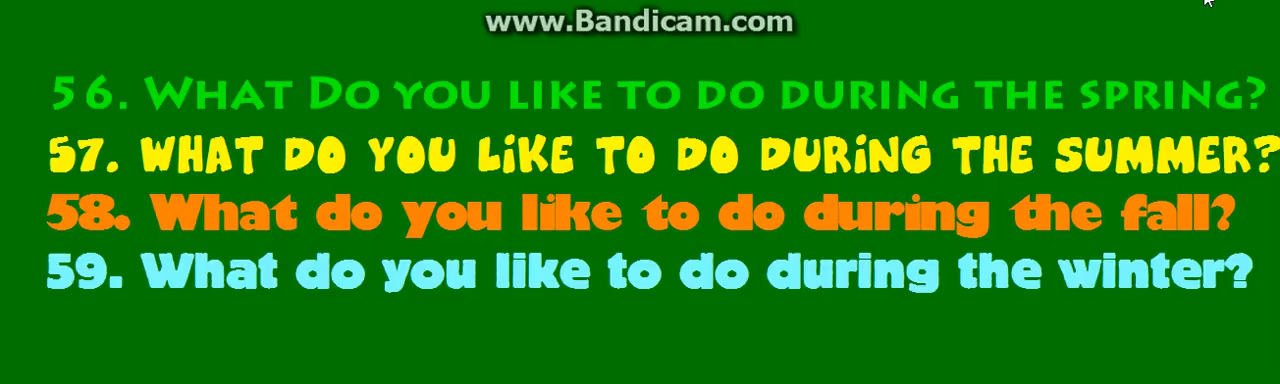 www.Bandicam.com
56. What Do you like to do during the spring?
57. WHAT DO YOU LiKE TO DO DURiNG THE SUMMER?
58. What do you like to do during the fall?
59. What do you like to do during the winter?